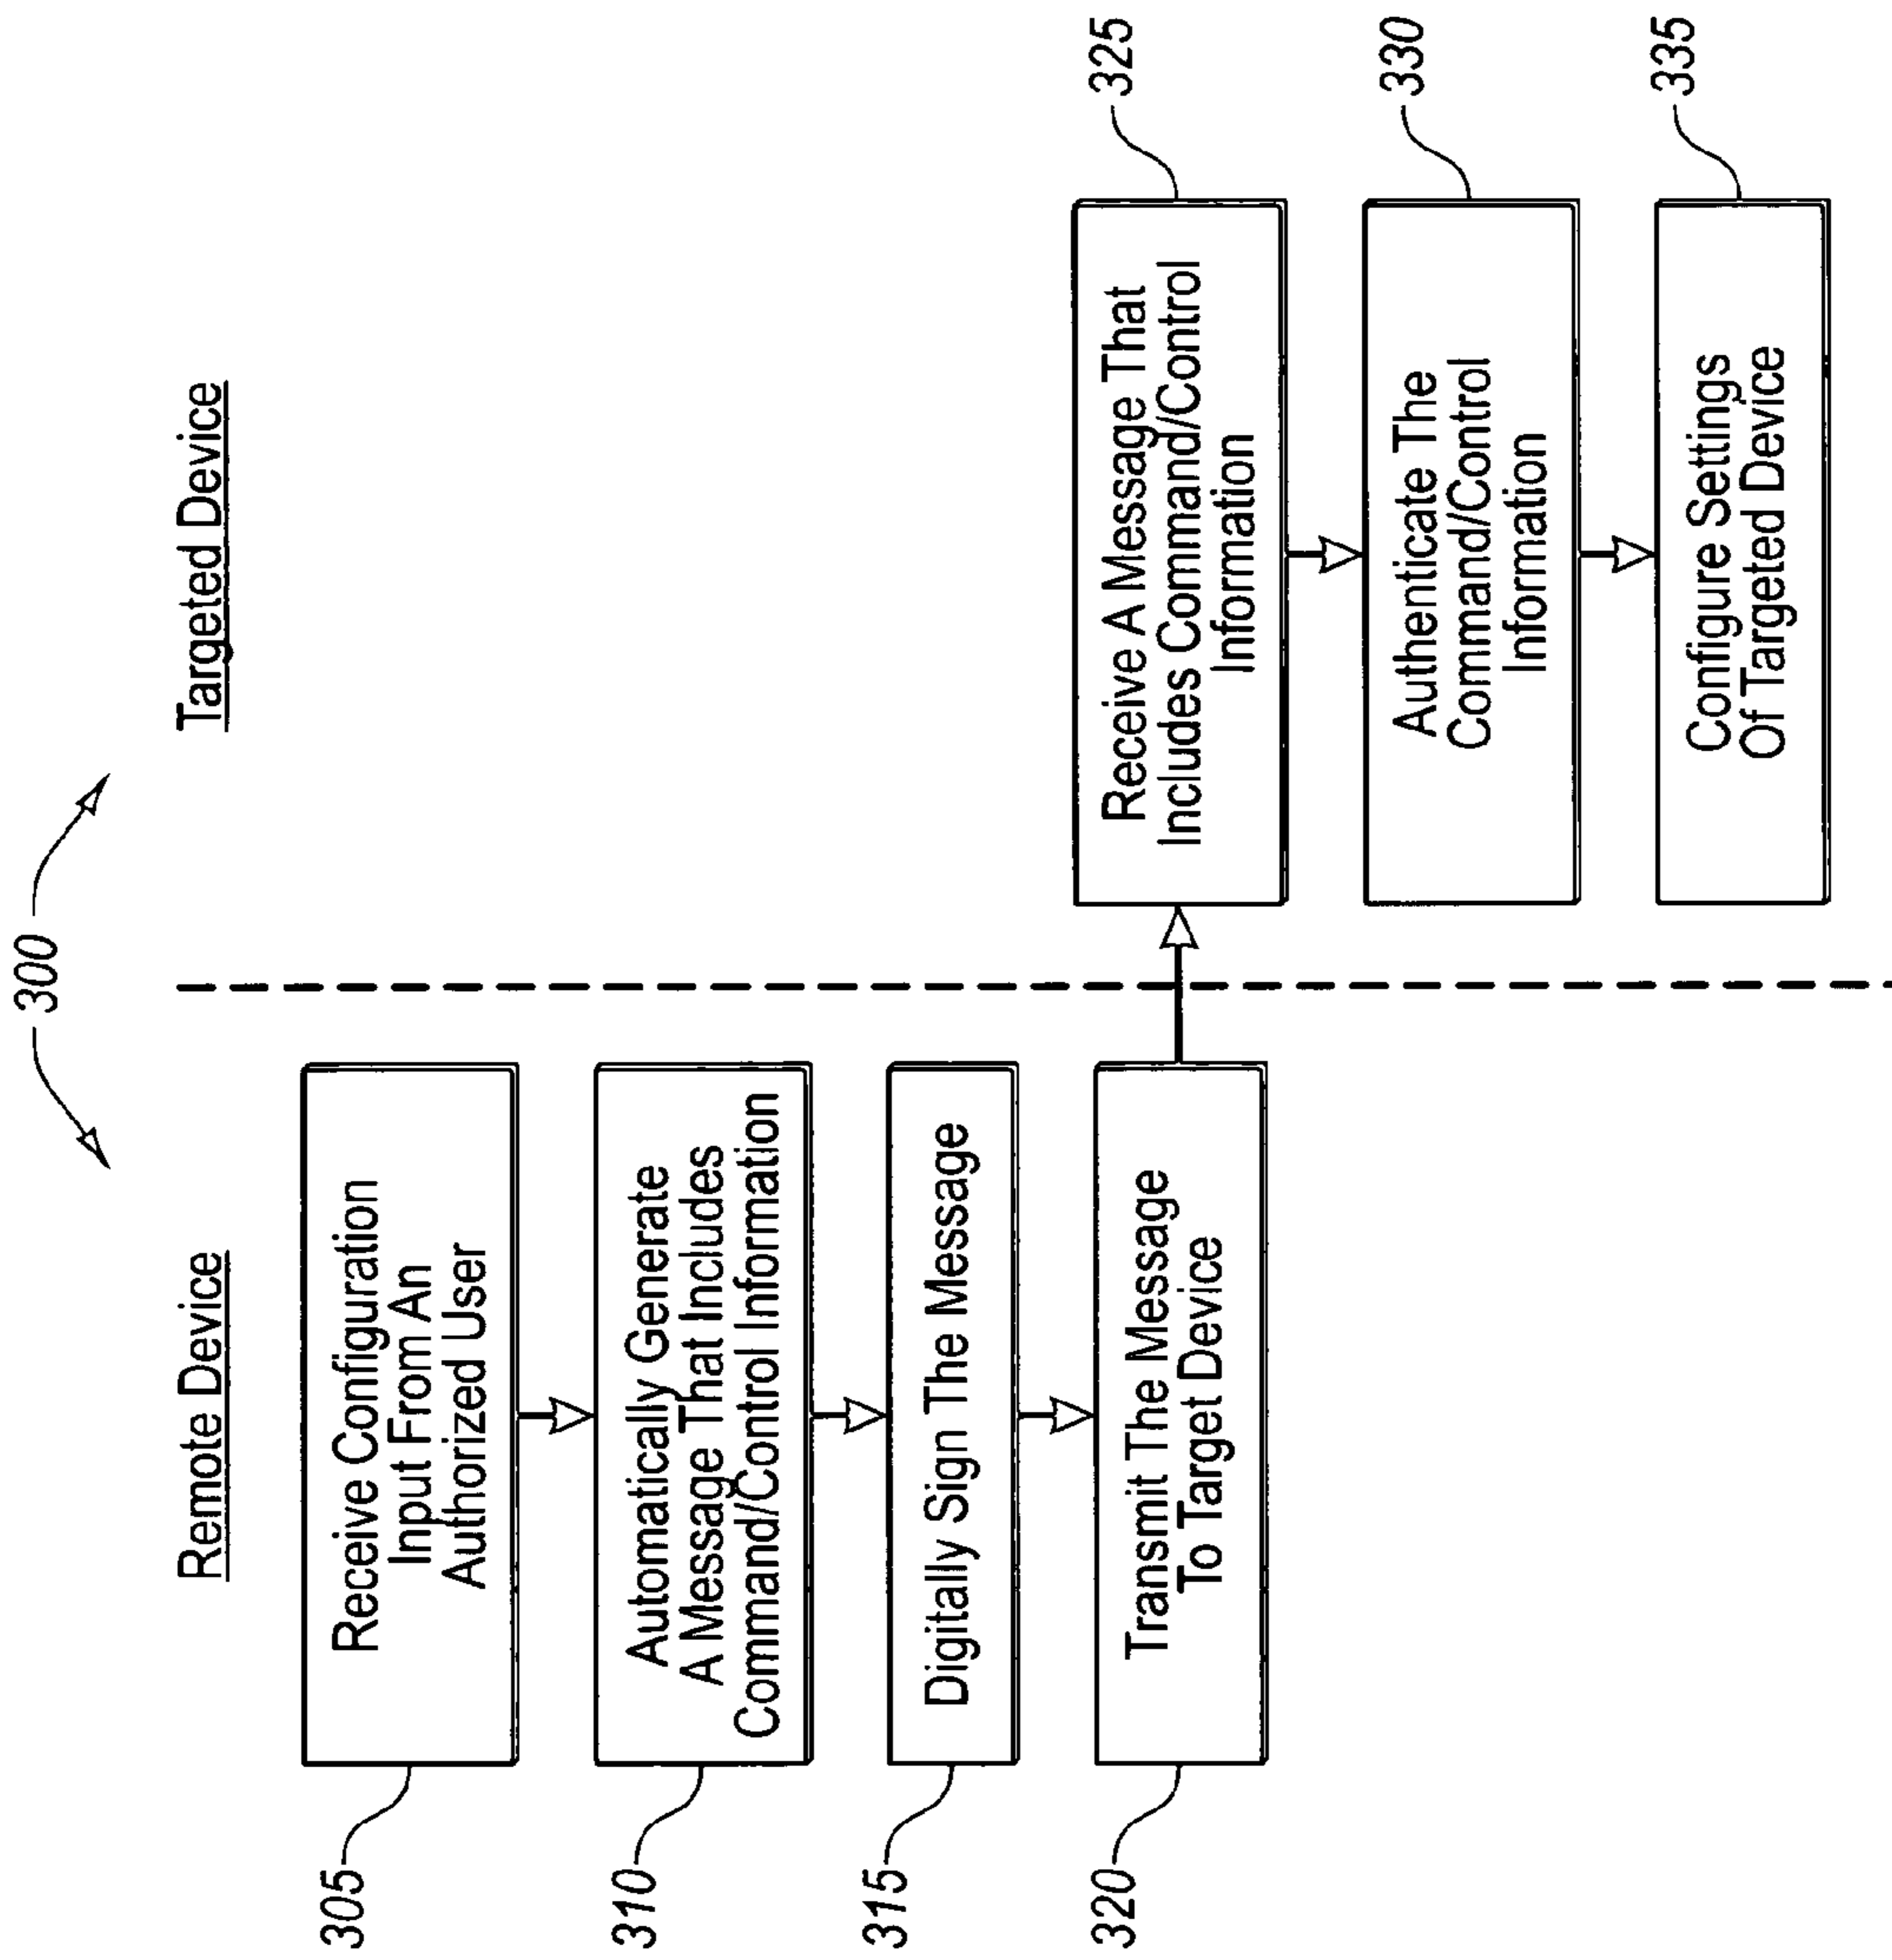 300
Remote Device
Targeted Device
305
Receive Configuration
Input From An
Authorized User
310
Automatically Generate
A Message That Includes
Command/Control Information
315
Digitally Sign The Message
320
Transmit The Message
To Target Device
325
Receive A Message That
Includes Command/Control
Information
330
Authenticate The
Command/Control
Information
335
Configure Settings
Of Targeted Device